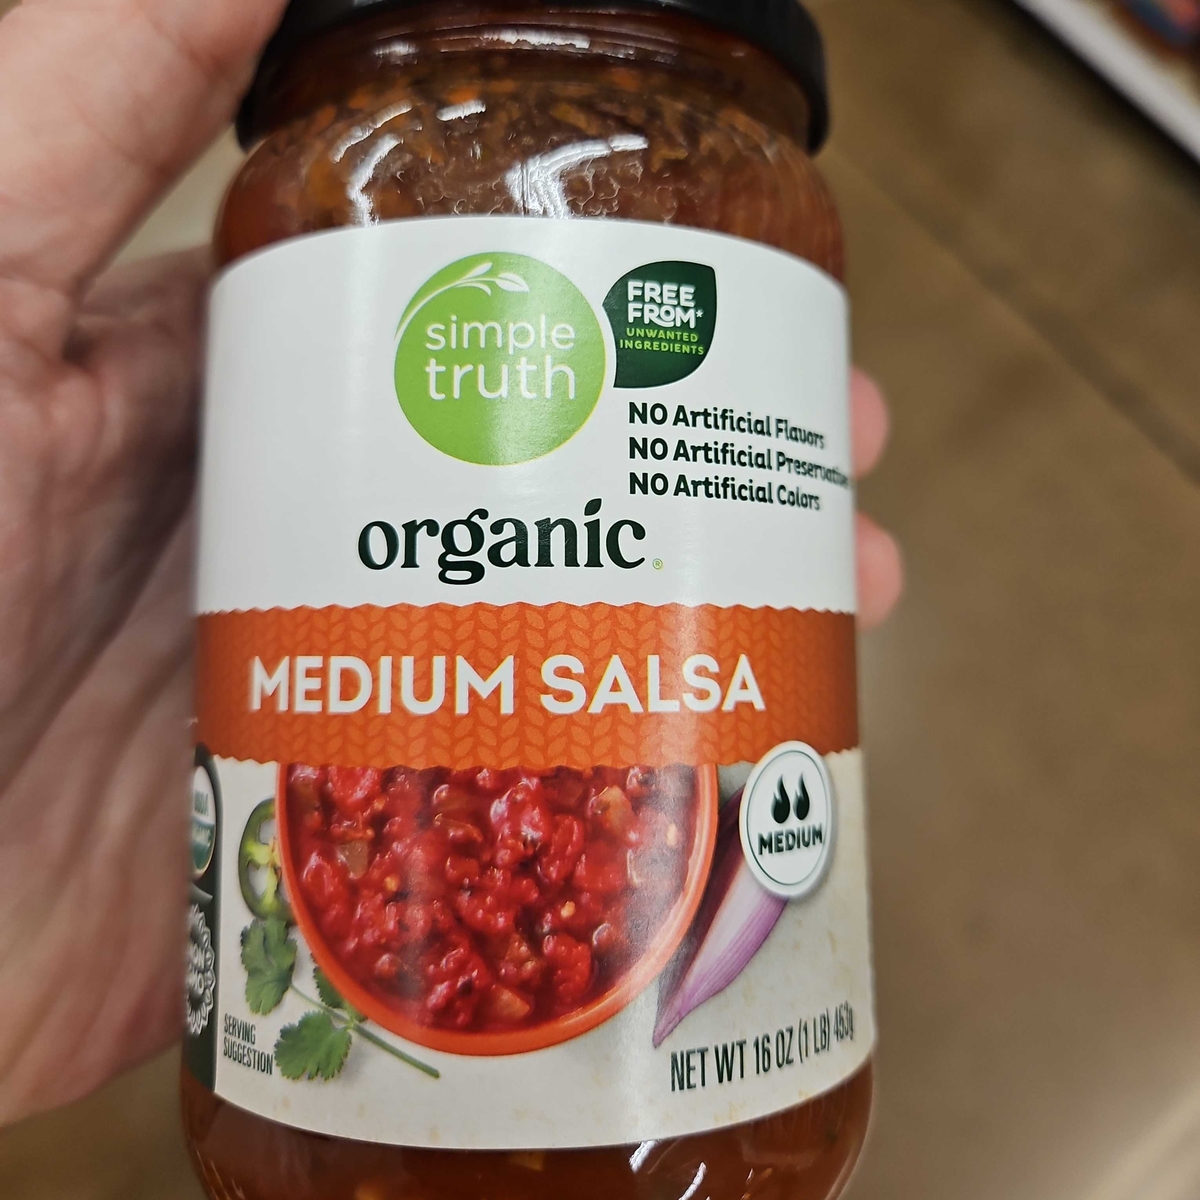 simple
truth
FREE
FROM*
UNWANTED
INGREDIENTS
NO Artificial Flavors
NO Artificial
NO Artificial Colors
organic®
MEDIUM SALSA
MEDIUM
SERVING
SUGGESTION
NET WT 16 OZ (1 LB) 453g